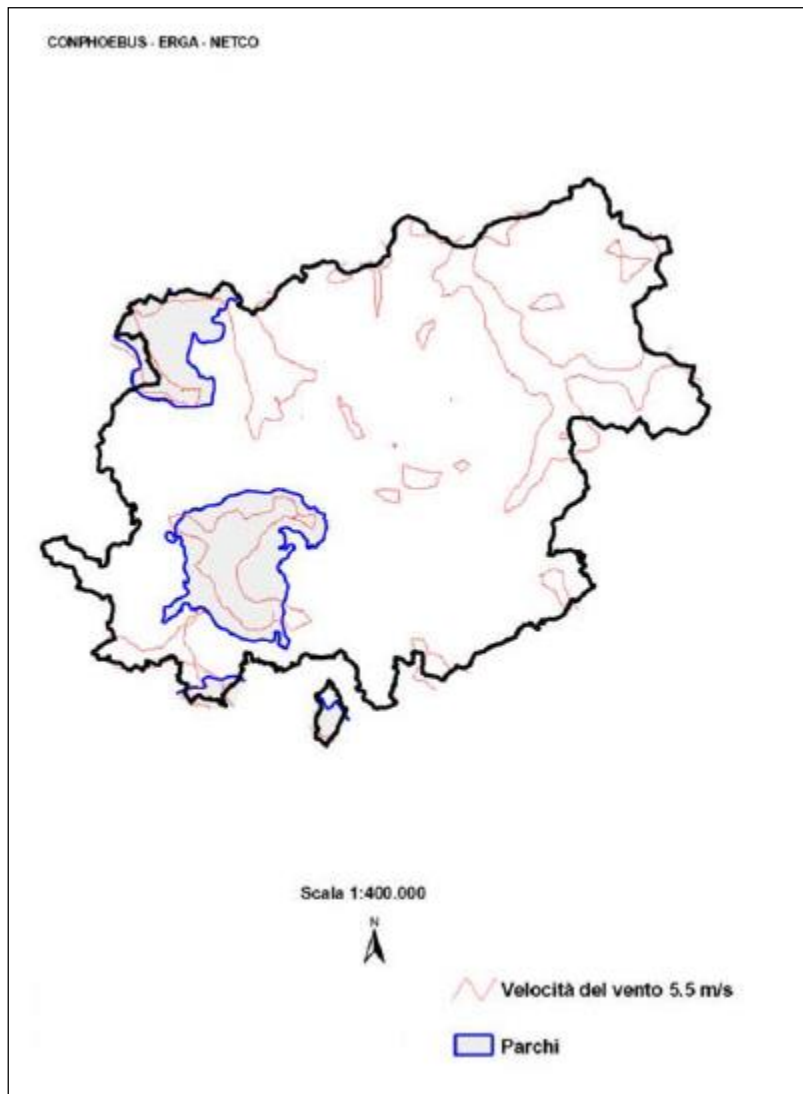 CONPHOEBUS - ERGA - NETCO
Scala 1:400.000
N
Velocità del vento 5.5 m/s
Parchi